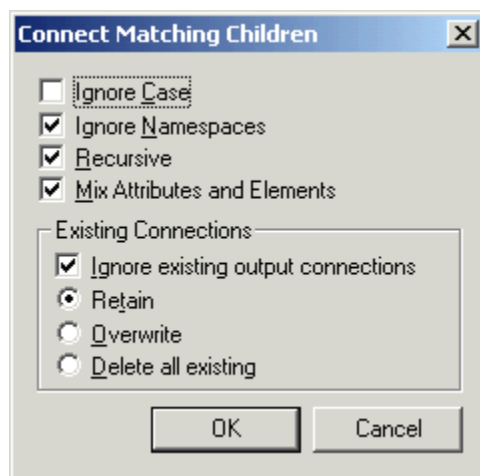 Connect Matching Children
Ignore Case
Ignore Namespaces
Recursive
Mix Attributes and Elements
Existing Connections
Ignore existing output connections
Retain
Overwrite
Delete all existing
OK Cancel